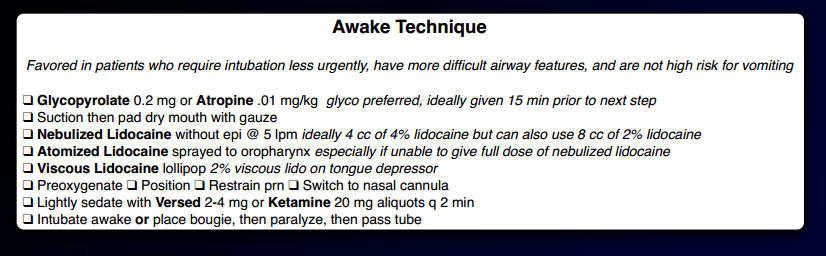 Awake Technique
Favored in patients who require intubation less urgently, have more difficult airway features, and are not high risk for vomiting
❑ Glycopyrolate 0.2 mg or Atropine .01 mg/kg glyco preferred, ideally given 15 min prior to next step
❑ Suction then pad dry mouth with gauze
❑ Nebulized Lidocaine without epi @ 5 lpm ideally 4 cc of 4% lidocaine but can also use 8 cc of 2% lidocaine
❑ Atomized Lidocaine sprayed to oropharynx especially if unable to give full dose of nebulized lidocaine
❑ Viscous Lidocaine lollipop 2% viscous lido on tongue depressor
❑ Preoxygenate ❑ Position ❑ Restrain prn ❑ Switch to nasal cannula
❑ Lightly sedate with Versed 2-4 mg or Ketamine 20 mg aliquots q 2 min
❑ Intubate awake or place bougie, then paralyze, then pass tube